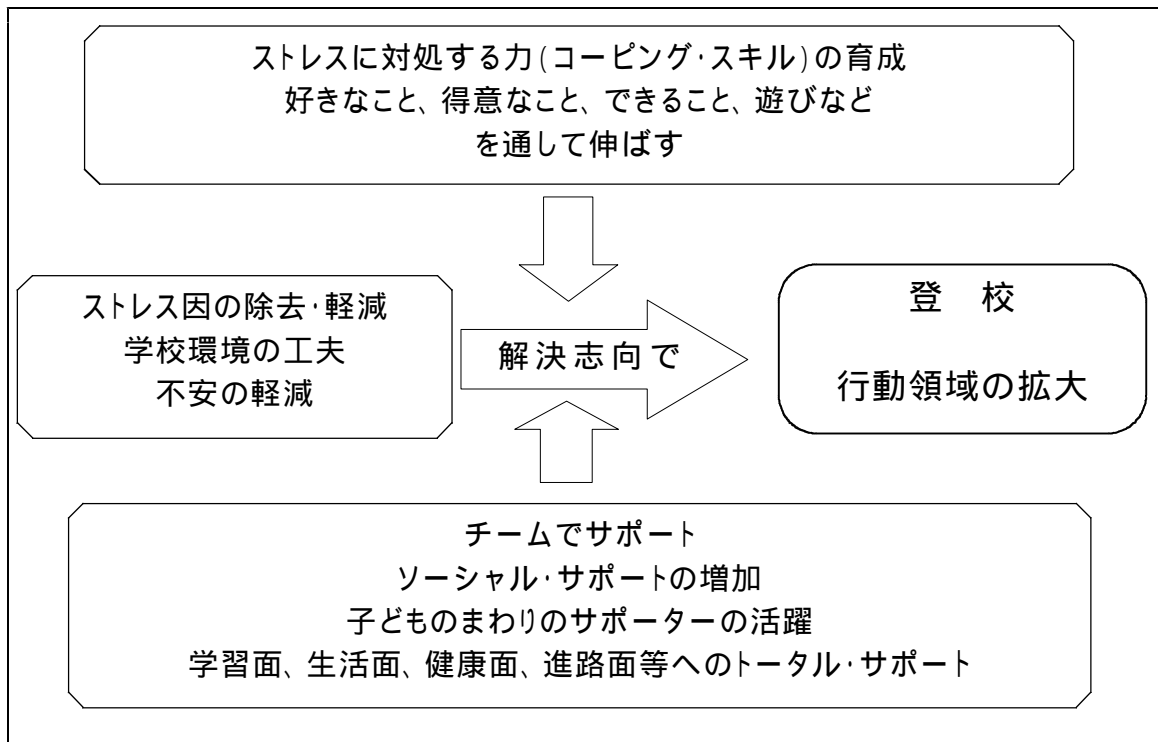 ストレスに対処する力(コーピング・スキル)の育成
好きなこと、得意なこと、できること、遊びなど
を通して伸ばす
ストレス因の除去・軽減
学校環境の工夫
不安の軽減
解決志向で
登　校
行動領域の拡大
チームでサポート
ソーシャル・サポートの増加
子どものまわりのサポーターの活躍
学習面、生活面、健康面、進路面等へのトータル・サポート